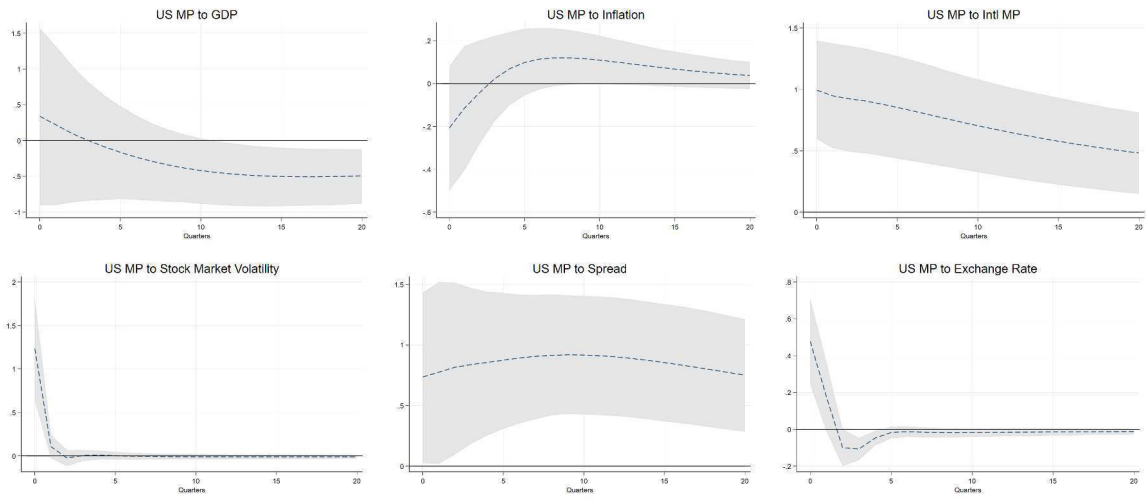 US MP to GDP
1.5
1
.5
0
-.5
-1
0 5 10 15 20
Quarters
US MP to Inflation
.2
0
-.2
-.4
-.6
0 5 10 15 20
Quarters
US MP to Intl MP
1.5
1
.5
0
0 5 10 15 20
Quarters
US MP to Stock Market Volatility
2
1.5
1
.5
0
0 5 10 15 20
Quarters
US MP to Spread
1.5
1
.5
0
0 5 10 15 20
Quarters
US MP to Exchange Rate
.8
.6
.4
.2
0
-.2
0 5 10 15 20
Quarters